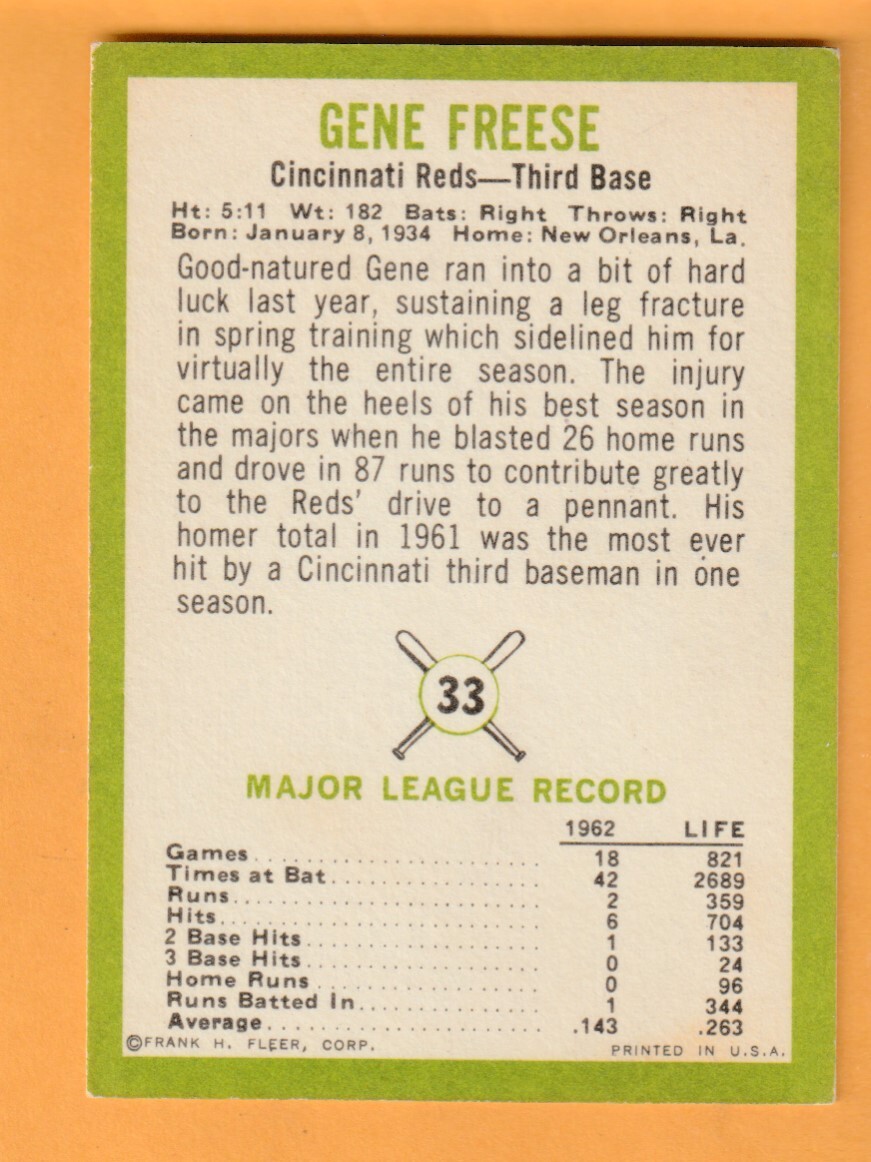 GENE FREESE
Cincinnati Reds—Third Base
Ht: 5:11 Wt: 182 Bats: Right Throws: Right
Born: January 8, 1934 Home: New Orleans, La.
Good-natured Gene ran into a bit of hard
luck last year, sustaining a leg fracture
in spring training which sidelined him for
virtually the entire season. The injury
came on the heels of his best season in
the majors when he blasted 26 home runs
and drove in 87 runs to contribute greatly
to the Reds' drive to a pennant. His
homer total in 1961 was the most ever
hit by a Cincinnati third baseman in one
season.
33
MAJOR LEAGUE RECORD
1962 LIFE
Games 18 821
Times at Bat 42 2689
Runs 2 359
Hits 6 704
2 Base Hits 1 133
3 Base Hits 0 24
Home Runs 0 96
Runs Batted In 1 344
Average .143 .263
©FRANK H. FLEER, CORP. PRINTED IN U.S.A.